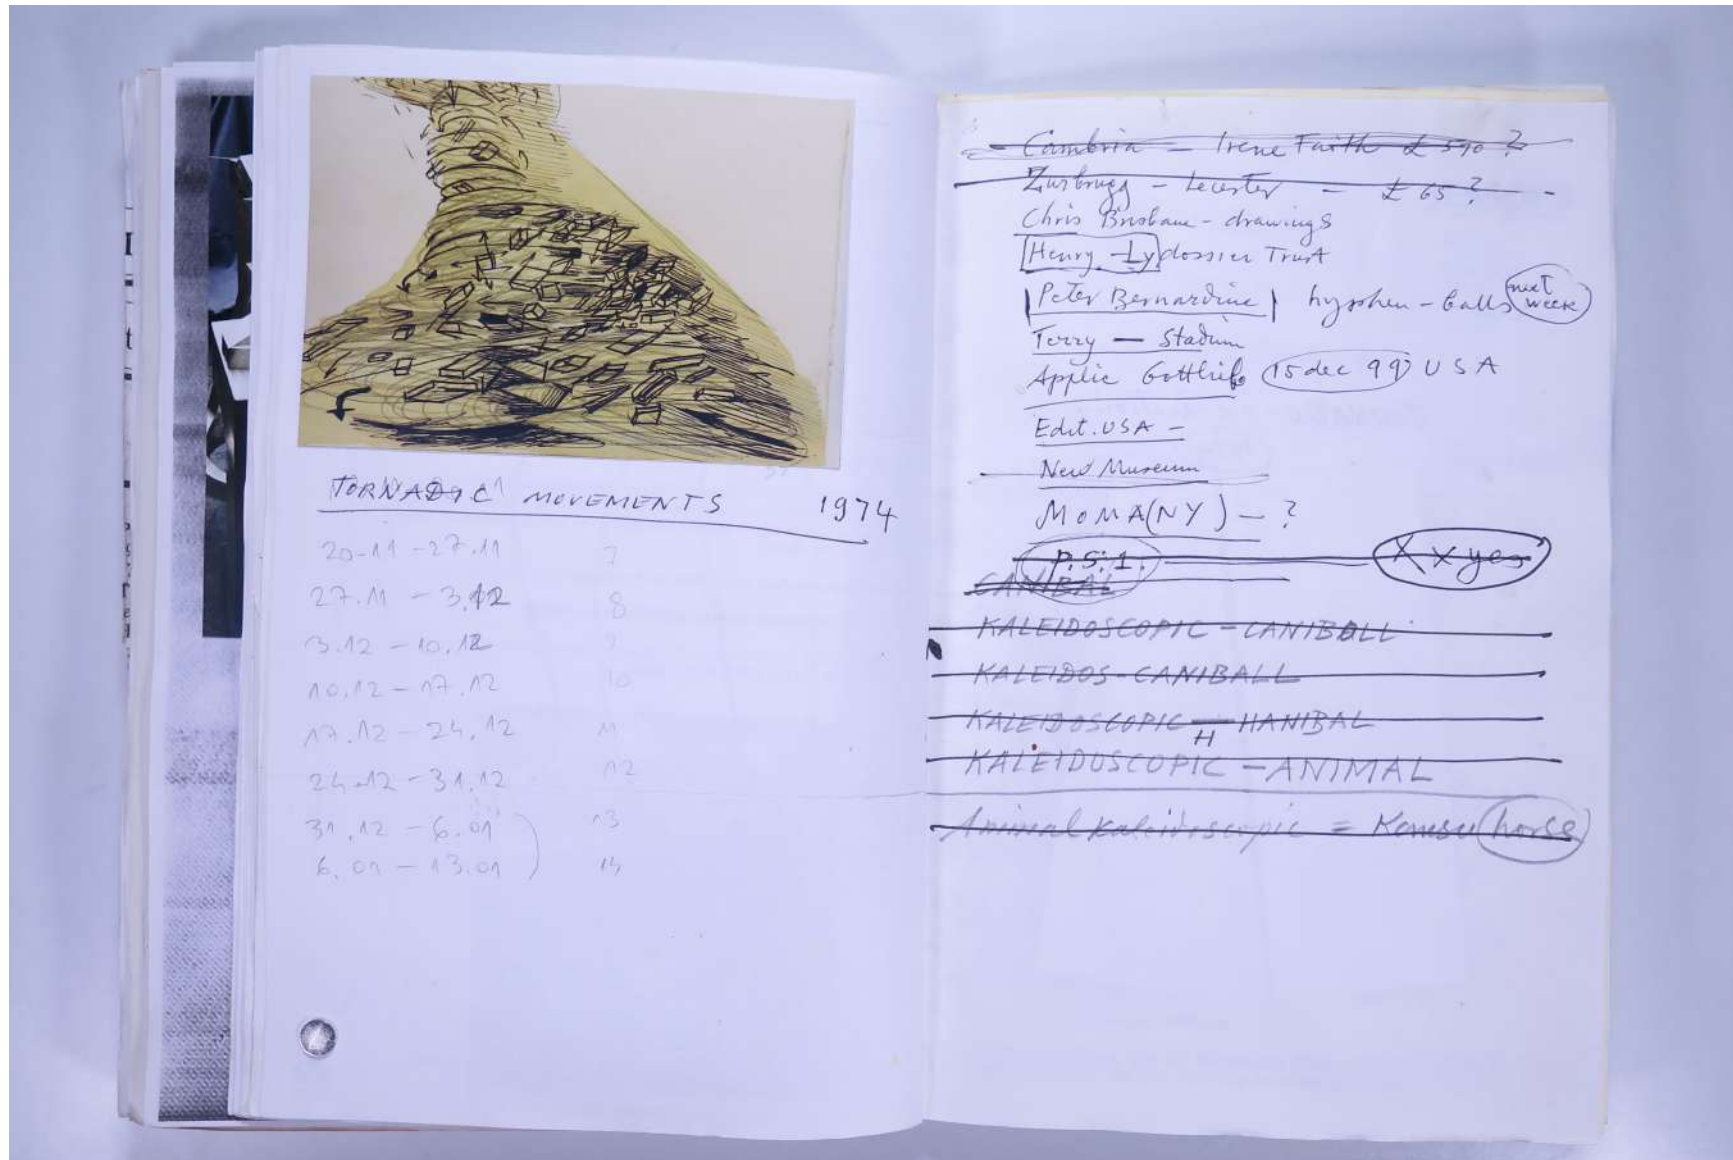 TORNADIC MOVEMENTS 1974
20-11 - 27.11 7
27.11 - 3.12 8
3.12 - 10.12 9
10.12 - 17.12 10
17.12 - 24.12 11
24.12 - 31.12 12
31.12 - 6.01 13
6.01 - 13.01 14
- Cambria - Irene Faith £ 590 ?
Zurbrugg - Leicester - £ 65 ?
Chris Brisbane - drawings
Henry - Ly dossier Trust
Peter Bernardine hyphen - balls next week
Terry - Stadium
Applic Gottlieb 15 dec 99 USA
Edit. USA -
New Museum
MOMA (NY) - ?
P.S.1. X X yes
CANIBAL
KALEIDOSCOPIC - CANIBALL
KALEIDOS - CANIBALL
KALEIDOSCOPIC - HANIBAL
H
KALEIDOSCOPIC - ANIMAL
Animal Kaleidoscopic = horse